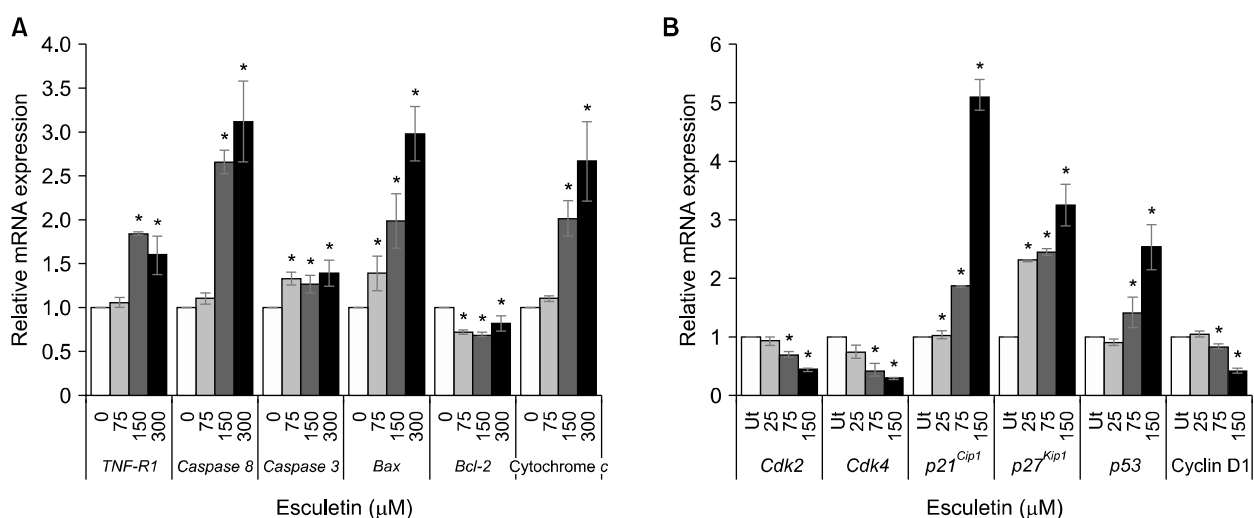 A
Relative mRNA expression
4.0
3.5
3.0
2.5
2.0
1.5
1.0
0.5
0
* * * * * * * * * * * * * * * *
0 75 150 300 0 75 150 300 0 75 150 300 0 75 150 300 0 75 150 300 0 75 150 300
TNF-R1 Caspase 8 Caspase 3 Bax Bcl-2 Cytochrome c
Esculetin (μM)
B
Relative mRNA expression
6
5
4
3
2
1
0
* * * * * * * * * * * * * *
Ut 25 75 150 Ut 25 75 150 Ut 25 75 150 Ut 25 75 150 Ut 25 75 150 Ut 25 75 150
Cdk2 Cdk4 p21Cip1 p27Kip1 p53 Cyclin D1
Esculetin (μM)